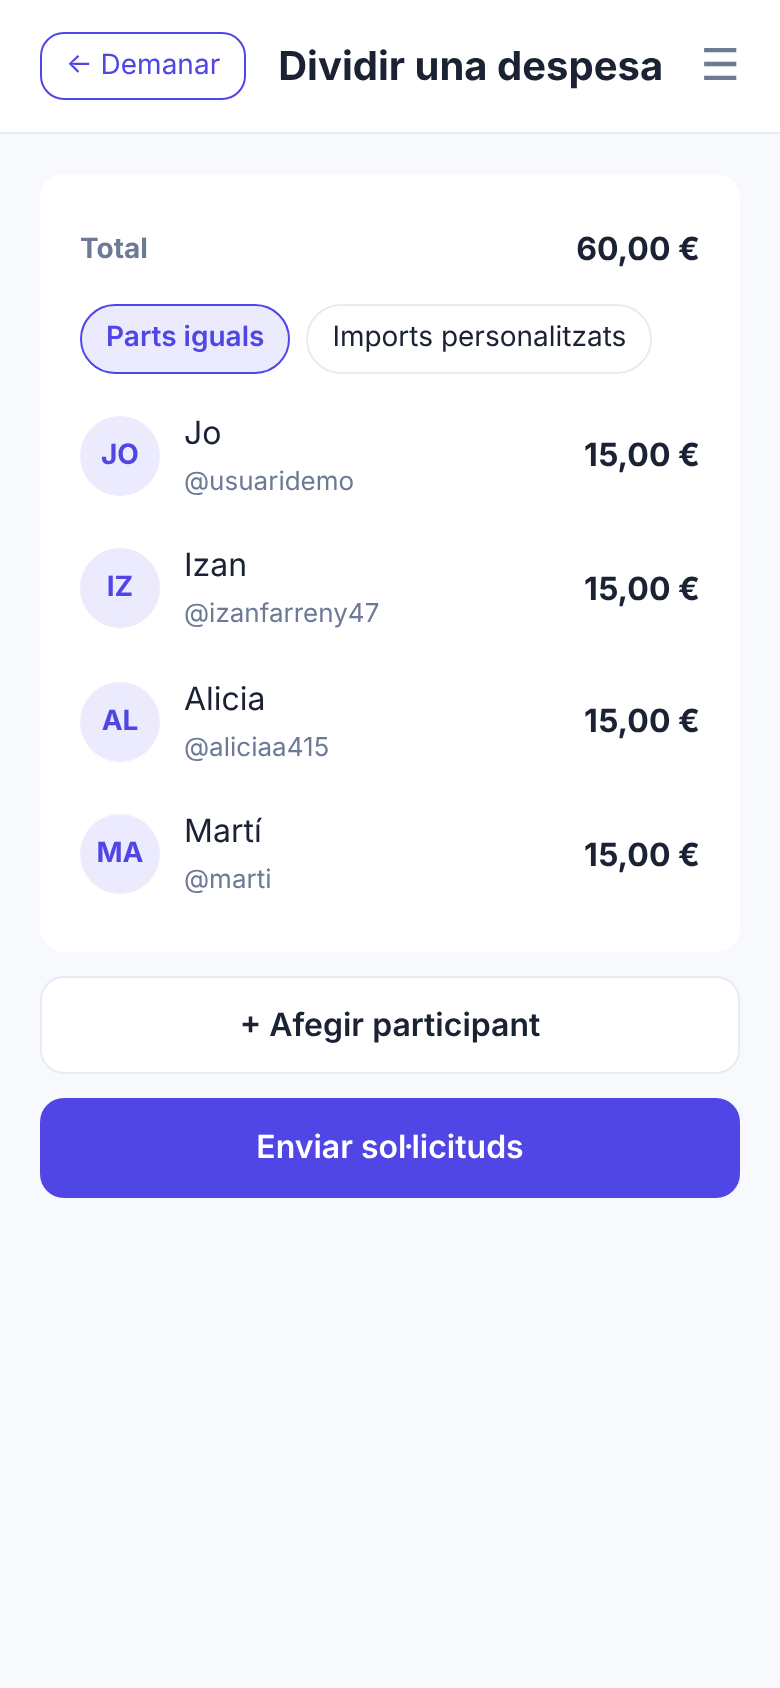 ← Demanar
Dividir una despesa
☰
Total
60,00 €
Parts iguals
Imports personalitzats
JO
Jo
@usuaridemo
15,00 €
IZ
Izan
@izanfarreny47
15,00 €
AL
Alicia
@aliciaa415
15,00 €
MA
Martí
@marti
15,00 €
+ Afegir participant
Enviar sol·licituds